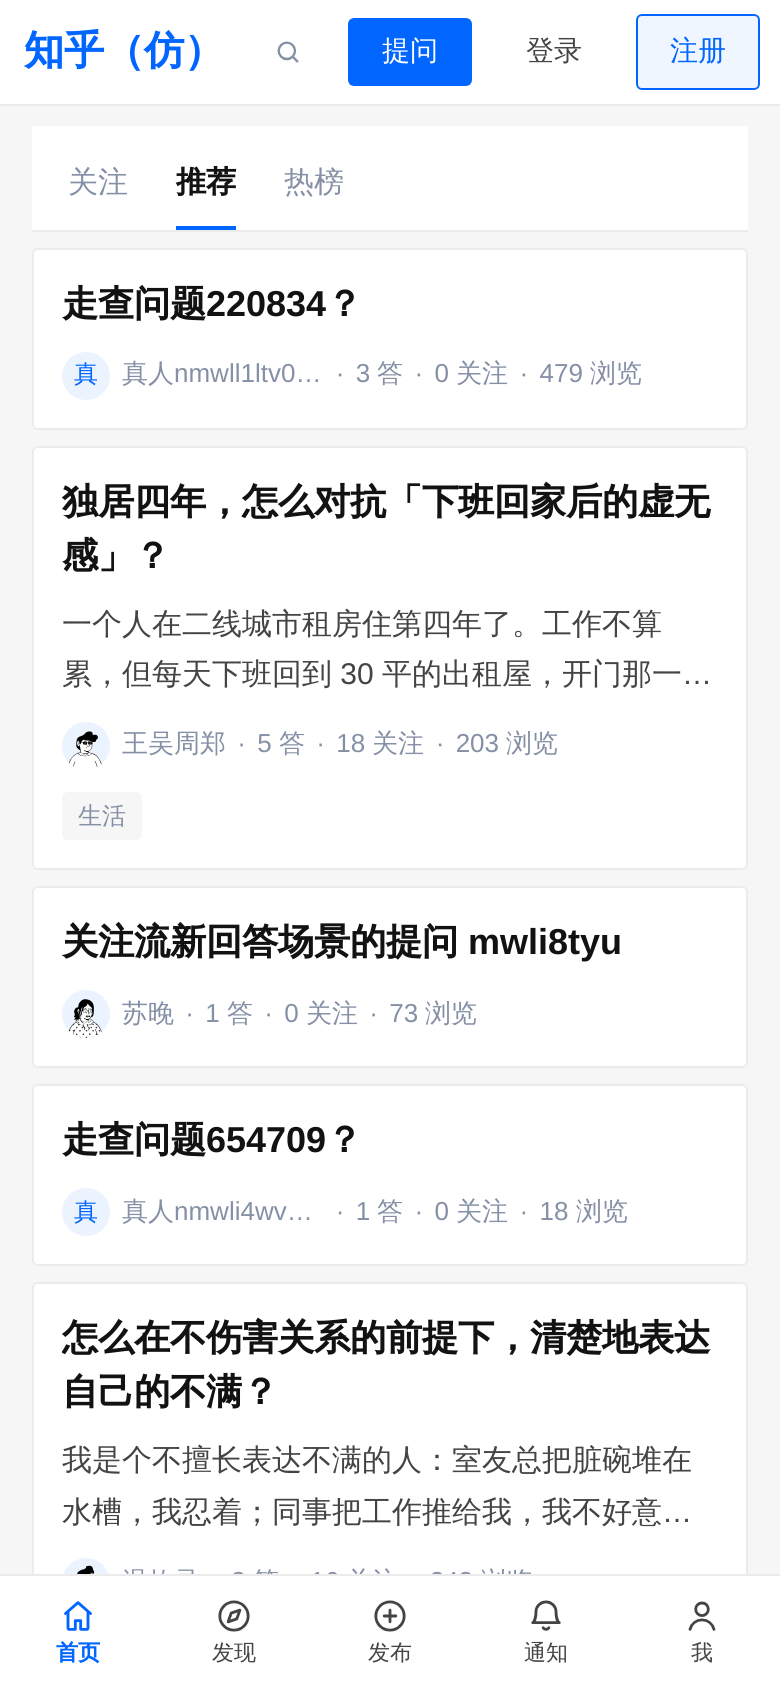 知乎（仿）
提问
登录
注册
关注
推荐
热榜
走查问题220834？
真
真人nmwll1ltv0… · 3 答 · 0 关注 · 479 浏览
独居四年，怎么对抗「下班回家后的虚无
感」？
一个人在二线城市租房住第四年了。工作不算
累，但每天下班回到 30 平的出租屋，开门那一…
王吴周郑 · 5 答 · 18 关注 · 203 浏览
生活
关注流新回答场景的提问 mwli8tyu
苏晚 · 1 答 · 0 关注 · 73 浏览
走查问题654709？
真
真人nmwli4wv… · 1 答 · 0 关注 · 18 浏览
怎么在不伤害关系的前提下，清楚地表达
自己的不满？
我是个不擅长表达不满的人：室友总把脏碗堆在
水槽，我忍着；同事把工作推给我，我不好意…
首页
发现
发布
通知
我